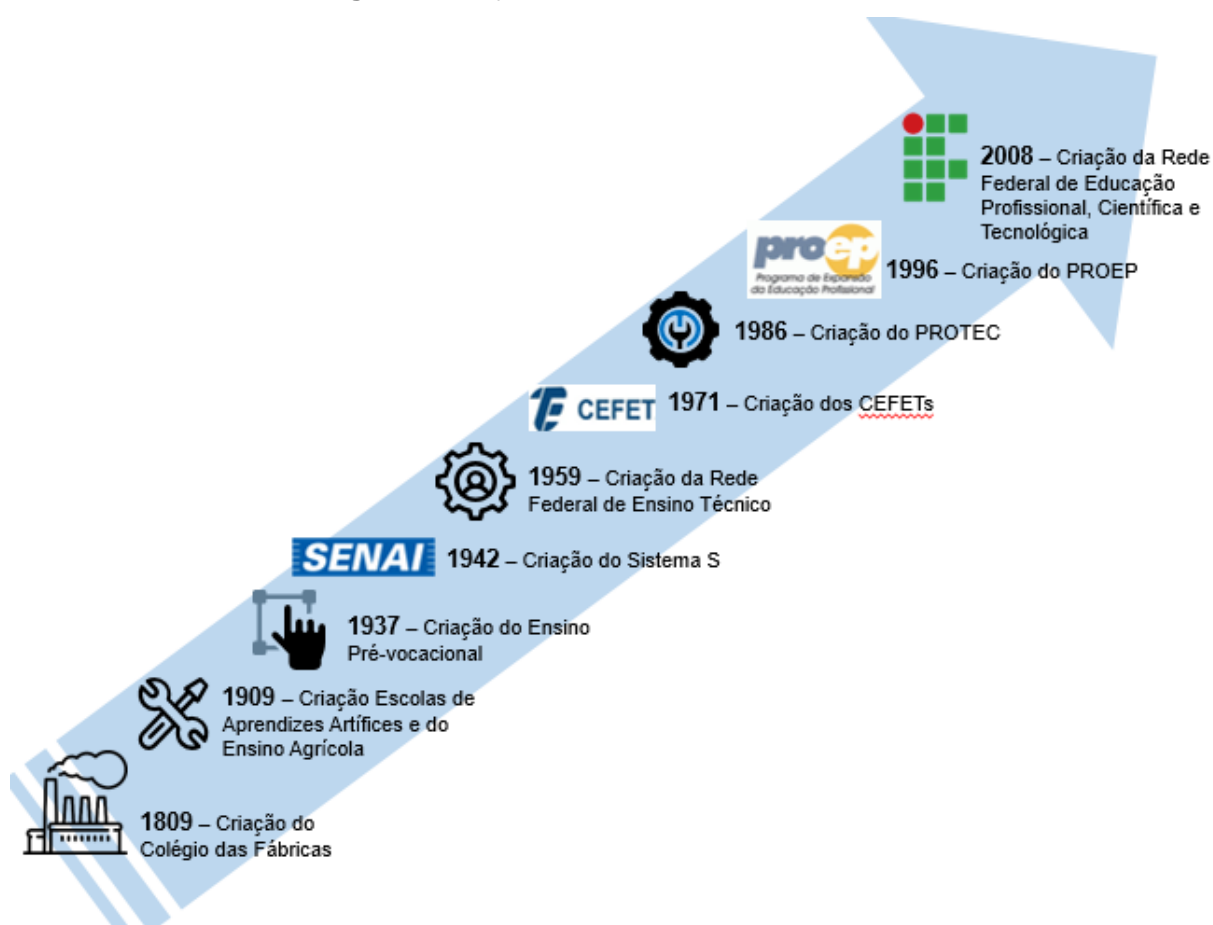 2008 – Criação da Rede
Federal de Educação
Profissional, Científica e
Tecnológica
proep
Programa de Expansão
da Educação Profissional
1996 – Criação do PROEP
1986 – Criação do PROTEC
CEFET
1971 – Criação dos CEFETs
1959 – Criação da Rede
Federal de Ensino Técnico
SENAI
1942 – Criação do Sistema S
1937 – Criação do Ensino
Pré-vocacional
1909 – Criação Escolas de
Aprendizes Artífices e do
Ensino Agrícola
1809 – Criação do
Colégio das Fábricas